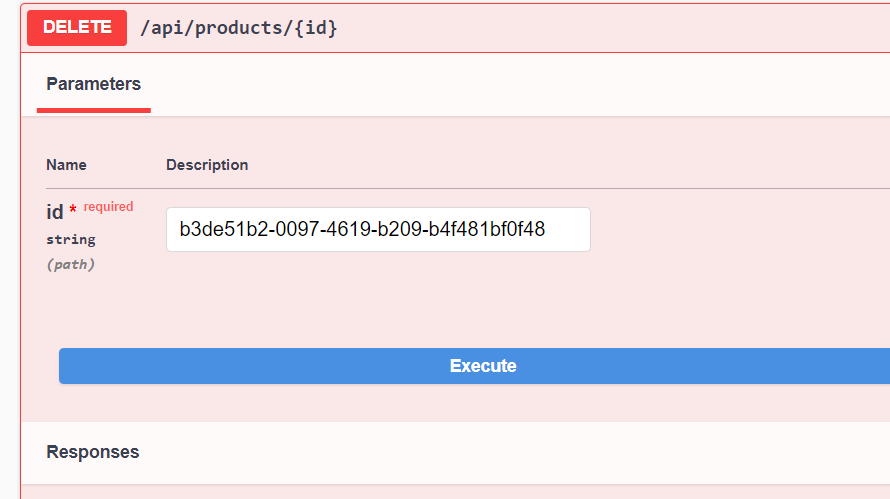 DELETE /api/products/{id}
Parameters
Name Description
id * required
string
(path)
b3de51b2-0097-4619-b209-b4f481bf0f48
Execute
Responses